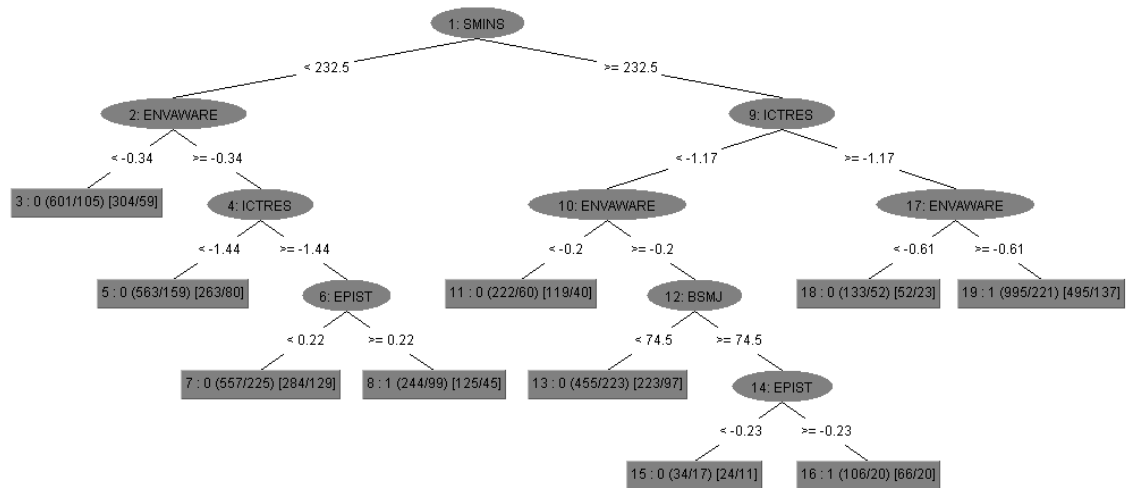 1: SMINS
< 232.5 >= 232.5
2: ENVAWARE 9: ICTRES
< -0.34 >= -0.34 < -1.17 >= -1.17
3 : 0 (601/105) [304/59] 4: ICTRES 10: ENVAWARE 17: ENVAWARE
< -1.44 >= -1.44 < -0.2 >= -0.2 < -0.61 >= -0.61
5 : 0 (563/159) [263/80] 6: EPIST 11 : 0 (222/60) [119/40] 12: BSMJ 18 : 0 (133/52) [52/23] 19 : 1 (995/221) [495/137]
< 0.22 >= 0.22 < 74.5 >= 74.5
7 : 0 (557/225) [284/129] 8 : 1 (244/99) [125/45] 13 : 0 (455/223) [223/97] 14: EPIST
< -0.23 >= -0.23
15 : 0 (34/17) [24/11] 16 : 1 (106/20) [66/20]